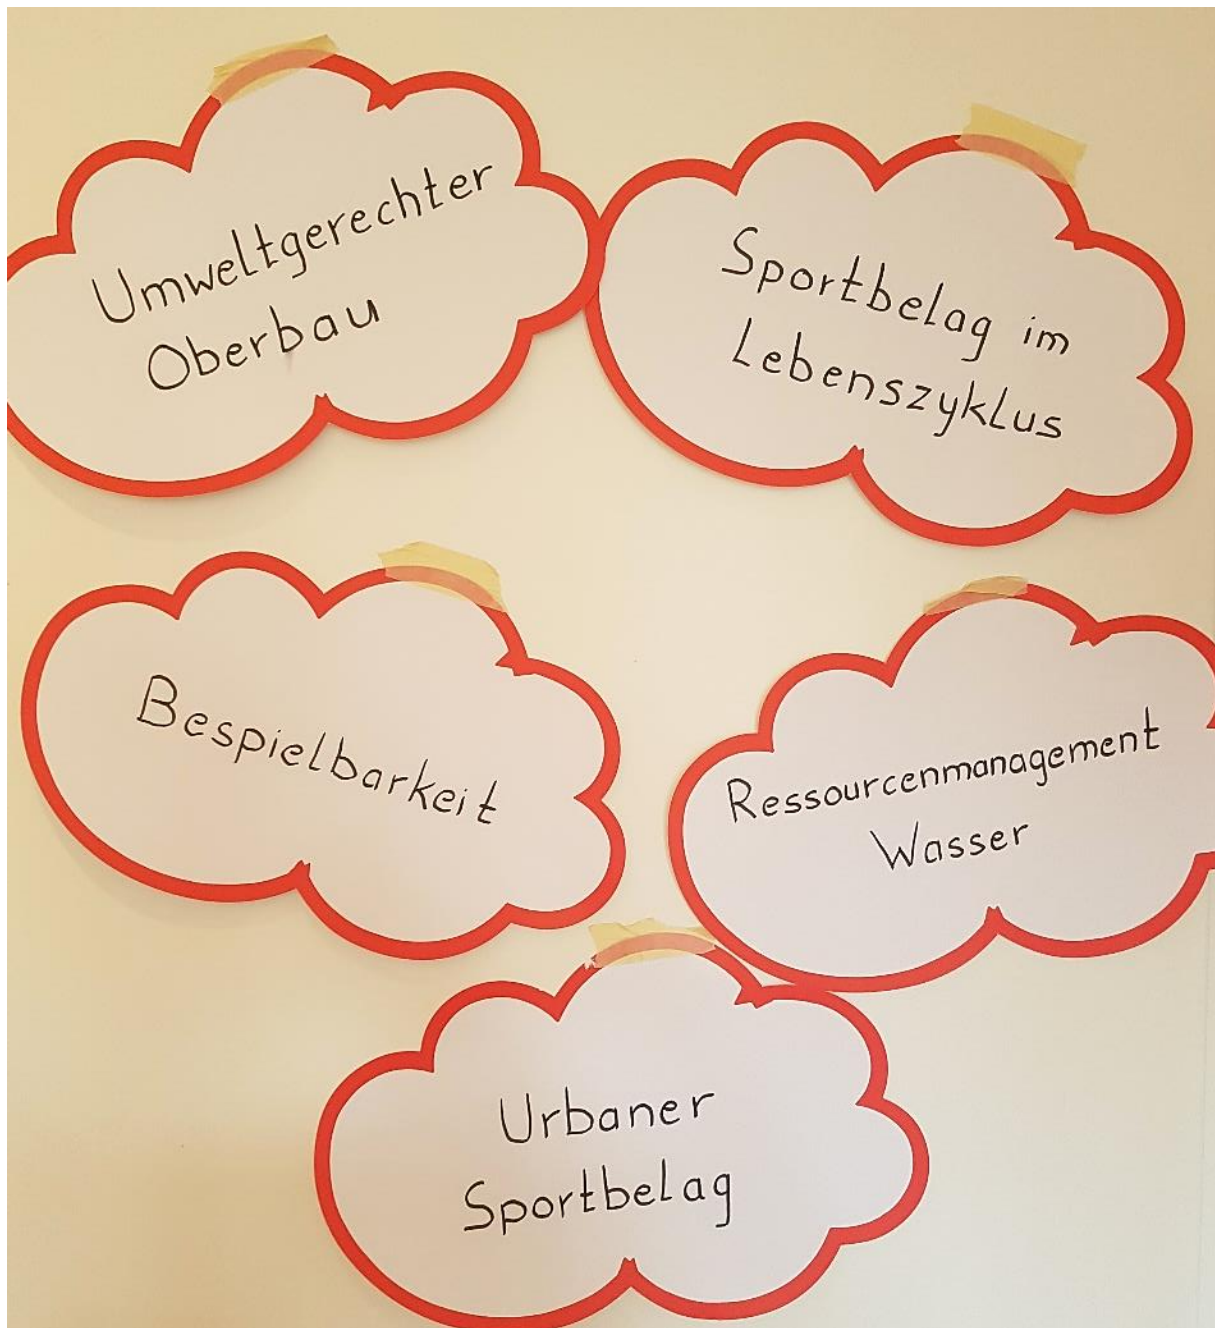 Umweltgerechter
Oberbau
Sportbelag im
Lebenszyklus
Bespielbarkeit
Ressourcenmanagement
Wasser
Urbaner
Sportbelag